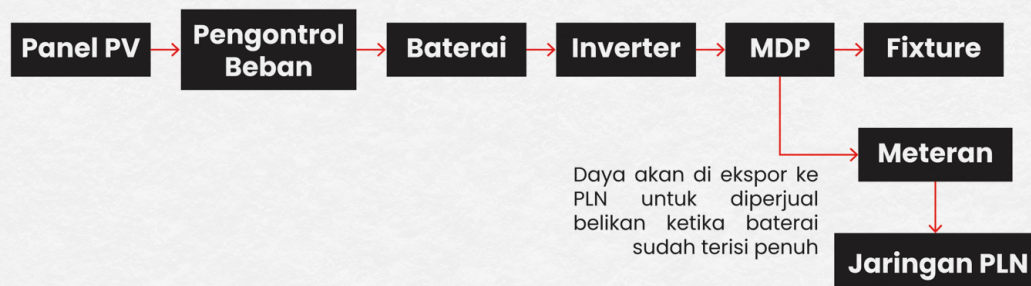 Panel PV
Pengontrol
Beban
Baterai
Inverter
MDP
Fixture
Meteran
Daya akan di ekspor ke
PLN untuk diperjual
belikan ketika baterai
sudah terisi penuh
Jaringan PLN